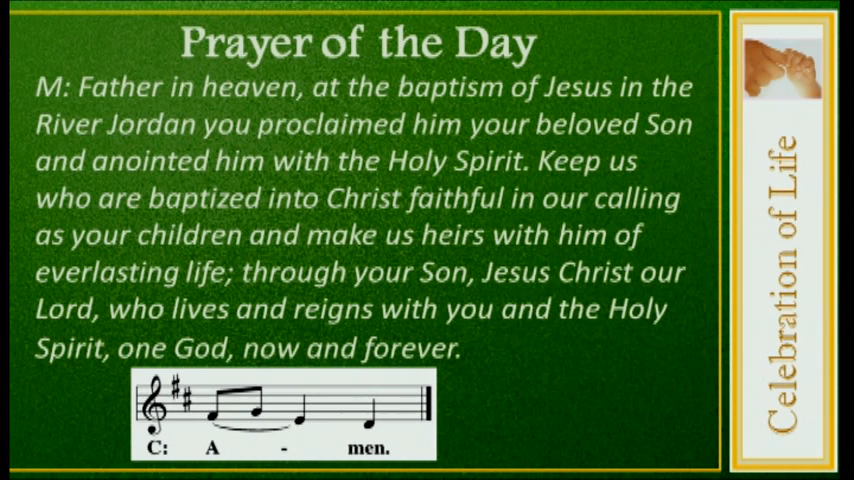 Prayer of the Day
M: Father in heaven, at the baptism of Jesus in the
River Jordan you proclaimed him your beloved Son
and anointed him with the Holy Spirit. Keep us
who are baptized into Christ faithful in our calling
as your children and make us heirs with him of
everlasting life; through your Son, Jesus Christ our
Lord, who lives and reigns with you and the Holy
Spirit, one God, now and forever.
C: A - men.
Celebration of Life